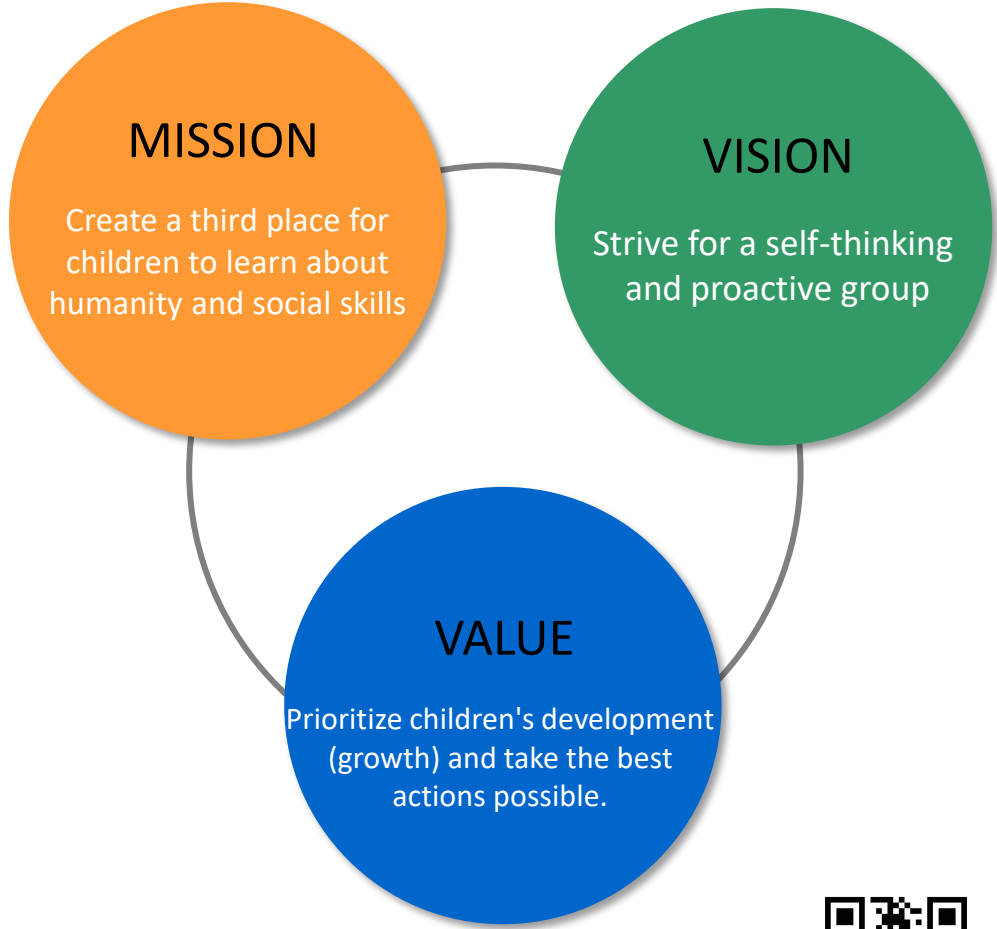 MISSION
Create a third place for
children to learn about
humanity and social skills
VISION
Strive for a self-thinking
and proactive group
VALUE
Prioritize children's development
(growth) and take the best
actions possible.